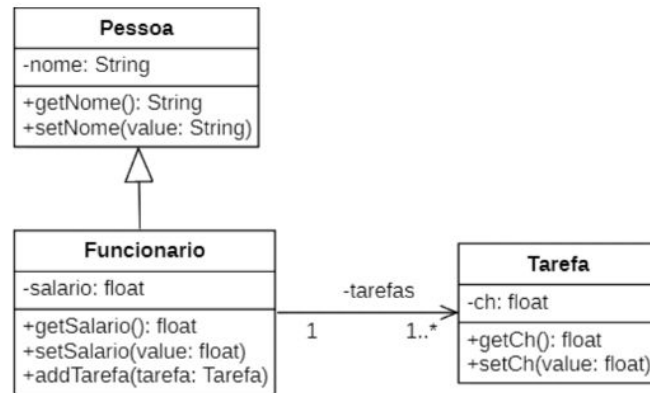 Pessoa
-nome: String
+getNome(): String
+setNome(value: String)
Funcionario
-salario: float
+getSalario(): float
+setSalario(value: float)
+addTarefa(tarefa: Tarefa)
-tarefas
1
1..*
Tarefa
-ch: float
+getCh(): float
+setCh(value: float)